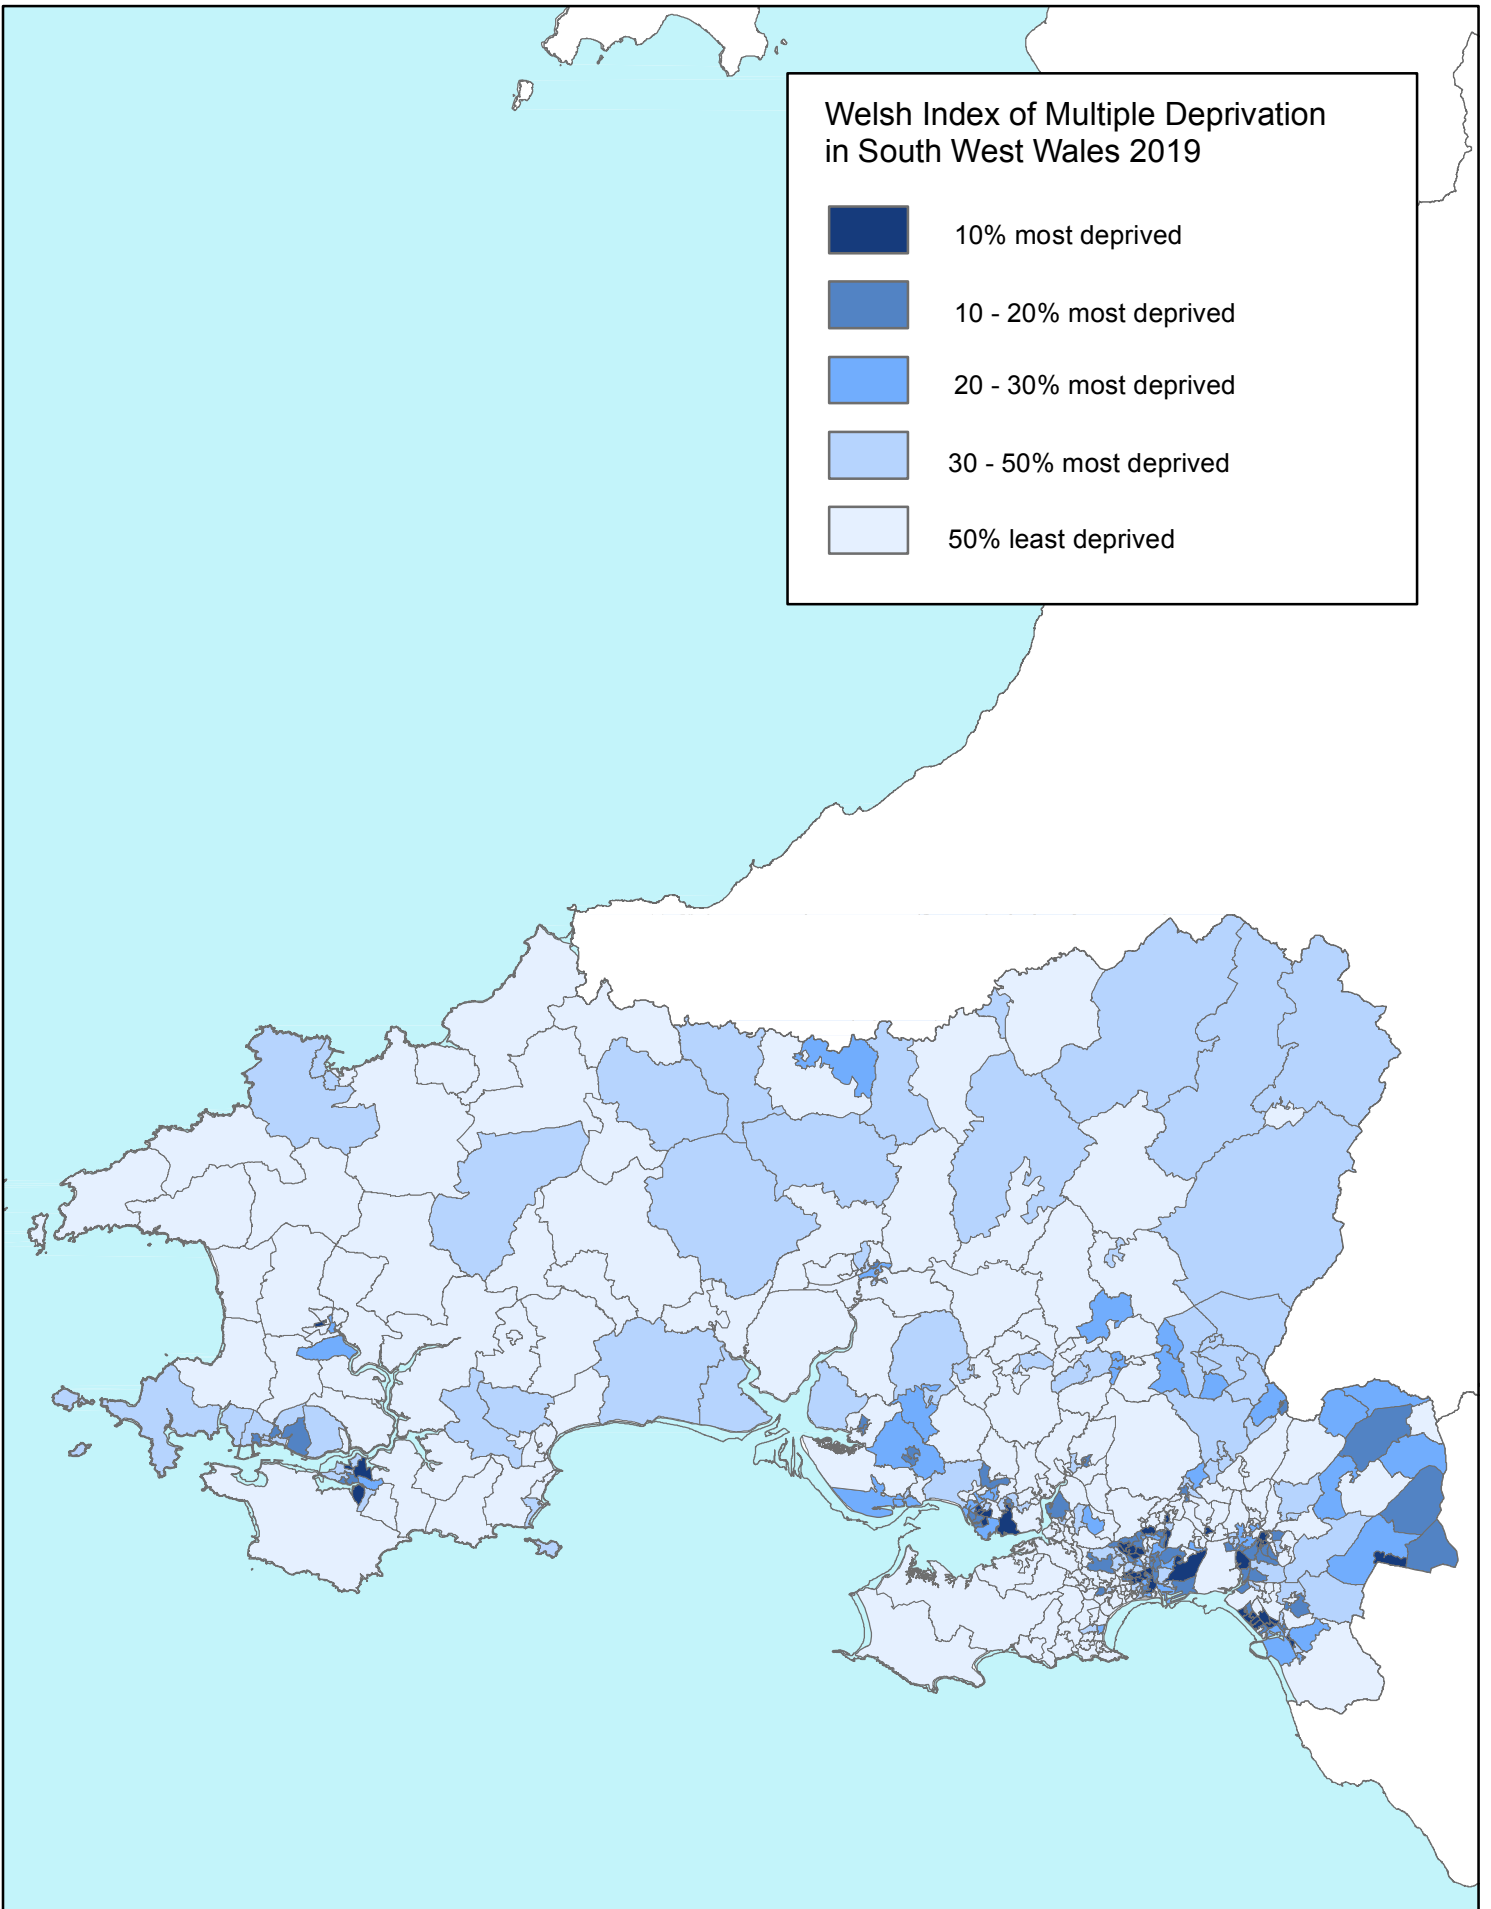 Welsh Index of Multiple Deprivation
in South West Wales 2019
10% most deprived
10 - 20% most deprived
20 - 30% most deprived
30 - 50% most deprived
50% least deprived